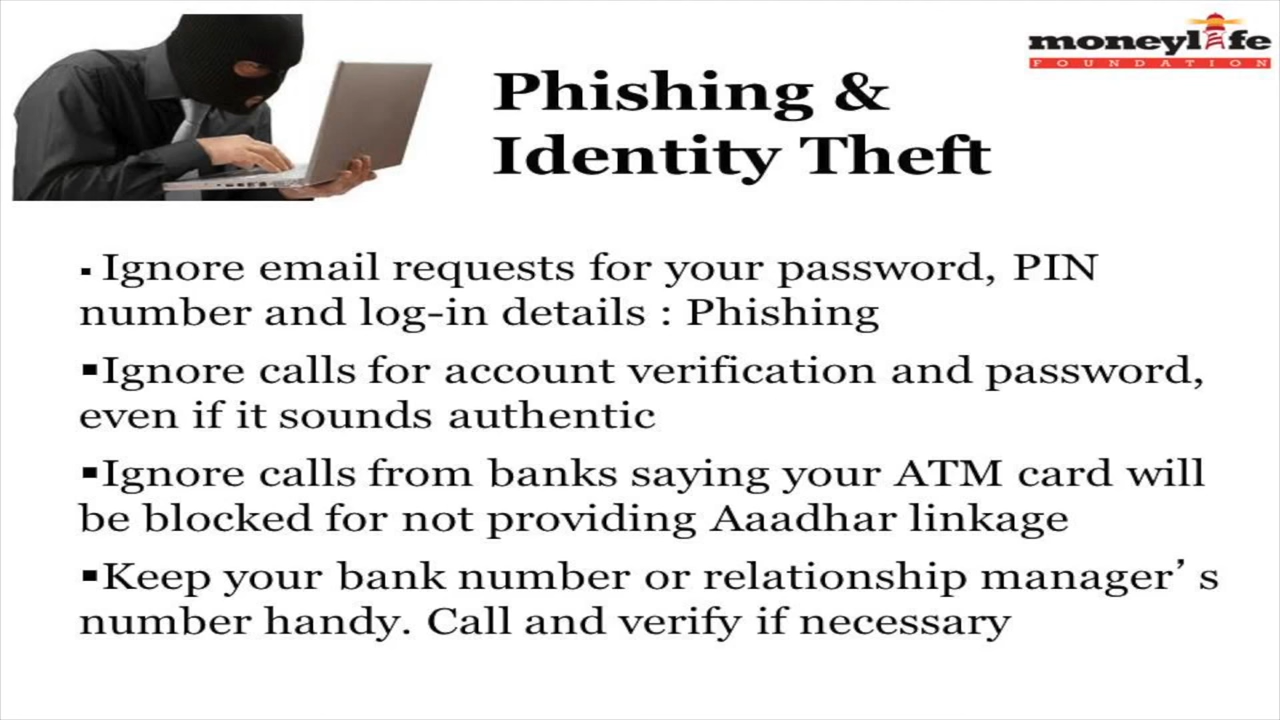 moneylife
FOUNDATION
Phishing &
Identity Theft
▪ Ignore email requests for your password, PIN
number and log-in details : Phishing
▪Ignore calls for account verification and password,
even if it sounds authentic
▪Ignore calls from banks saying your ATM card will
be blocked for not providing Aaadhar linkage
▪Keep your bank number or relationship manager’ s
number handy. Call and verify if necessary